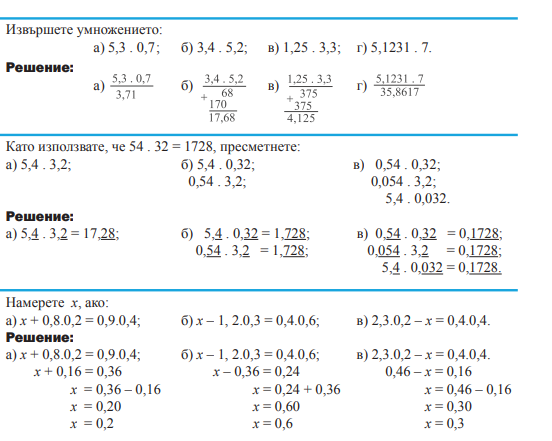 Извършете умножението:
а) 5,3 . 0,7; б) 3,4 . 5,2; в) 1,25 . 3,3; г) 5,1231 . 7.
Решение:
а) 5,3 . 0,7
3,71
б) 3,4 . 5,2
+ 68
170
17,68
в) 1,25 . 3,3
+ 375
375
4,125
г) 5,1231 . 7
35,8617
Като използвате, че 54 . 32 = 1728, пресметнете:
а) 5,4 . 3,2; б) 5,4 . 0,32; в) 0,54 . 0,32;
0,54 . 3,2; 0,054 . 3,2;
5,4 . 0,032.
Решение:
а) 5,4 . 3,2 = 17,28; б) 5,4 . 0,32 = 1,728; в) 0,54 . 0,32 = 0,1728;
0,54 . 3,2 = 1,728; 0,054 . 3,2 = 0,1728;
5,4 . 0,032 = 0,1728.
Намерете x, ако:
а) x + 0,8.0,2 = 0,9.0,4; б) x – 1, 2.0,3 = 0,4.0,6; в) 2,3.0,2 – x = 0,4.0,4.
Решение:
а) x + 0,8.0,2 = 0,9.0,4; б) x – 1, 2.0,3 = 0,4.0,6; в) 2,3.0,2 – x = 0,4.0,4.
x + 0,16 = 0,36 x – 0,36 = 0,24 0,46 – x = 0,16
x = 0,36 – 0,16 x = 0,24 + 0,36 x = 0,46 – 0,16
x = 0,20 x = 0,60 x = 0,30
x = 0,2 x = 0,6 x = 0,3